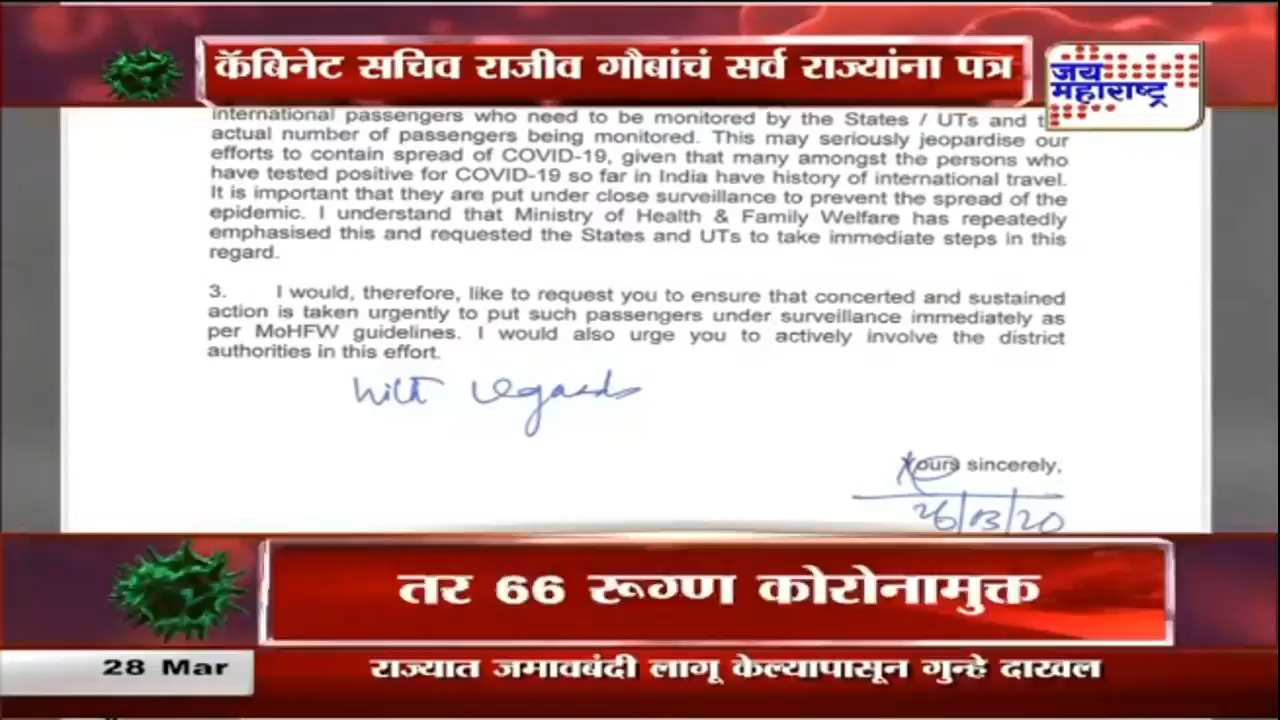 कॅबिनेट सचिव राजीव गौबांचं सर्व राज्यांना पत्र
जय
महाराष्ट्र
international passengers who need to be monitored by the States / UTs and
actual number of passengers being monitored. This may seriously jeopardise our
efforts to contain spread of COVID-19, given that many amongst the persons who
have tested positive for COVID-19 so far in India have history of international travel.
It is important that they are put under close surveillance to prevent the spread of the
epidemic. I understand that Ministry of Health & Family Welfare has repeatedly
emphasised this and requested the States and UTs to take immediate steps in this
regard.
3. I would, therefore, like to request you to ensure that concerted and sustained
action is taken urgently to put such passengers under surveillance immediately as
per MoHFW guidelines. I would also urge you to actively involve the district
authorities in this effort.
with regards
Yours sincerely,
26/03/20
तर 66 रूग्ण कोरोनामुक्त
28 Mar
राज्यात जमावबंदी लागू केल्यापासून गुन्हे दाखल